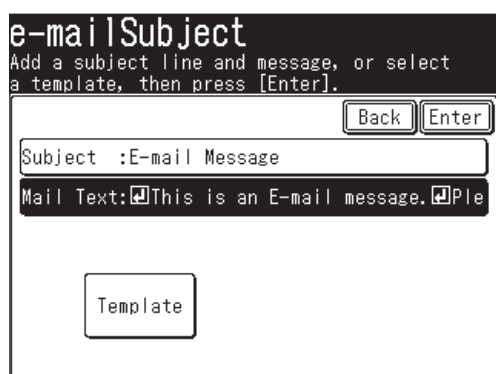 e-mailSubject
Add a subject line and message, or select
a template, then press [Enter].
Back Enter
Subject :E-mail Message
Mail Text:↵This is an E-mail message.↵Ple
Template